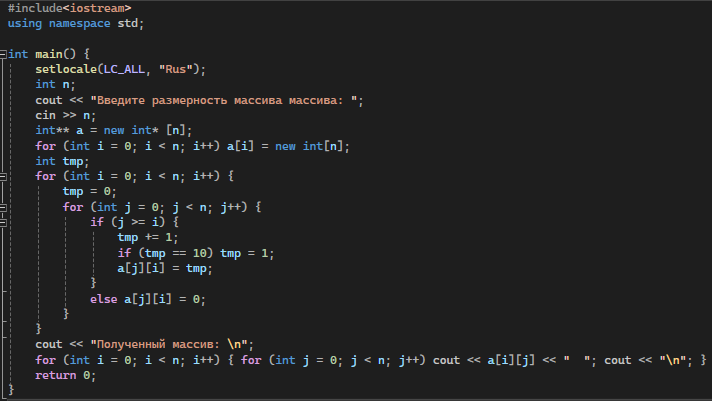 #include<iostream>
using namespace std;
int main() {
setlocale(LC_ALL, "Rus");
int n;
cout << "Введите размерность массива массива: ";
cin >> n;
int** a = new int* [n];
for (int i = 0; i < n; i++) a[i] = new int[n];
int tmp;
for (int i = 0; i < n; i++) {
tmp = 0;
for (int j = 0; j < n; j++) {
if (j >= i) {
tmp += 1;
if (tmp == 10) tmp = 1;
a[j][i] = tmp;
}
else a[j][i] = 0;
}
}
cout << "Полученный массив: \n";
for (int i = 0; i < n; i++) { for (int j = 0; j < n; j++) cout << a[i][j] << "  "; cout << "\n"; }
return 0;
}